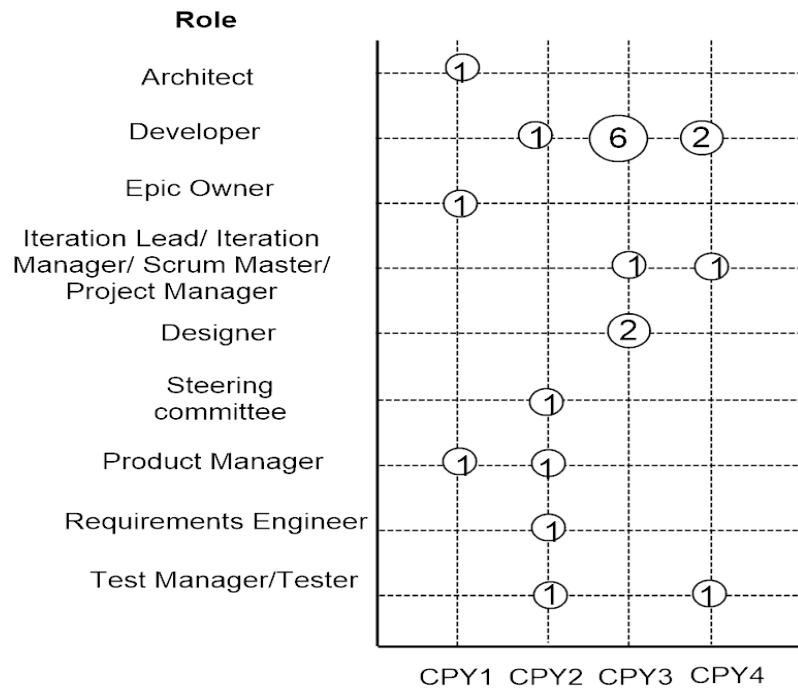 Role
Architect
1
Developer
1 6 2
Epic Owner
1
Iteration Lead/ Iteration
Manager/ Scrum Master/
Project Manager
1 1
Designer
2
Steering
committee
1
Product Manager
1 1
Requirements Engineer
1
Test Manager/Tester
1 1
CPY1 CPY2 CPY3 CPY4